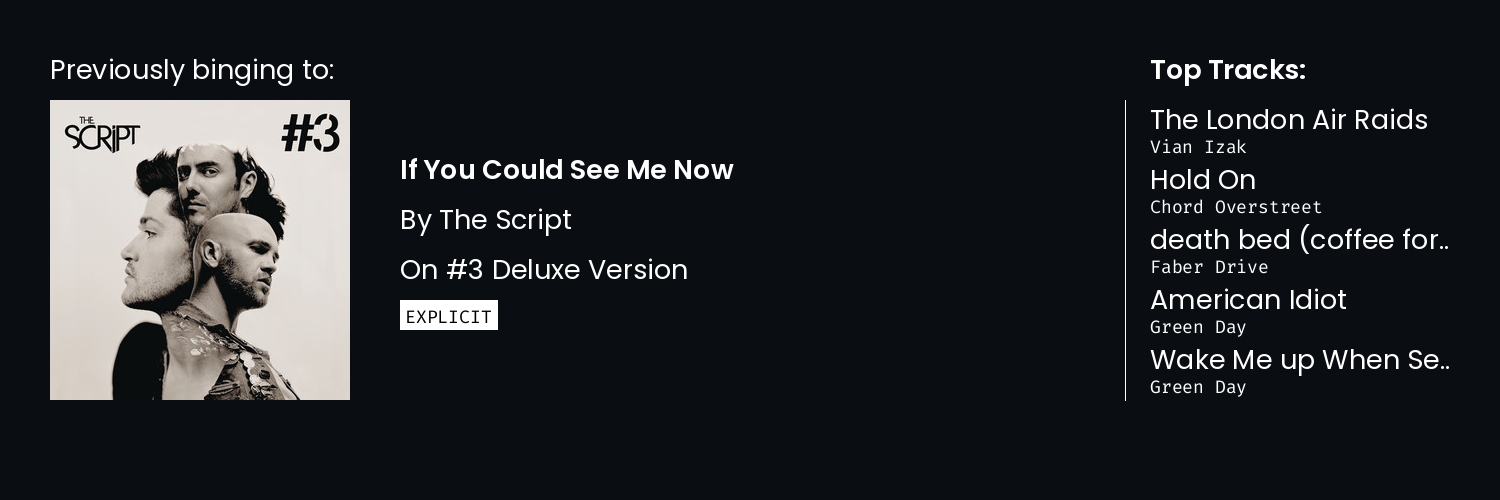 Previously binging to:
THE
SCRIPT
#3
If You Could See Me Now
By The Script
On #3 Deluxe Version
EXPLICIT
Top Tracks:
The London Air Raids
Vian Izak
Hold On
Chord Overstreet
death bed (coffee for..
Faber Drive
American Idiot
Green Day
Wake Me up When Se..
Green Day